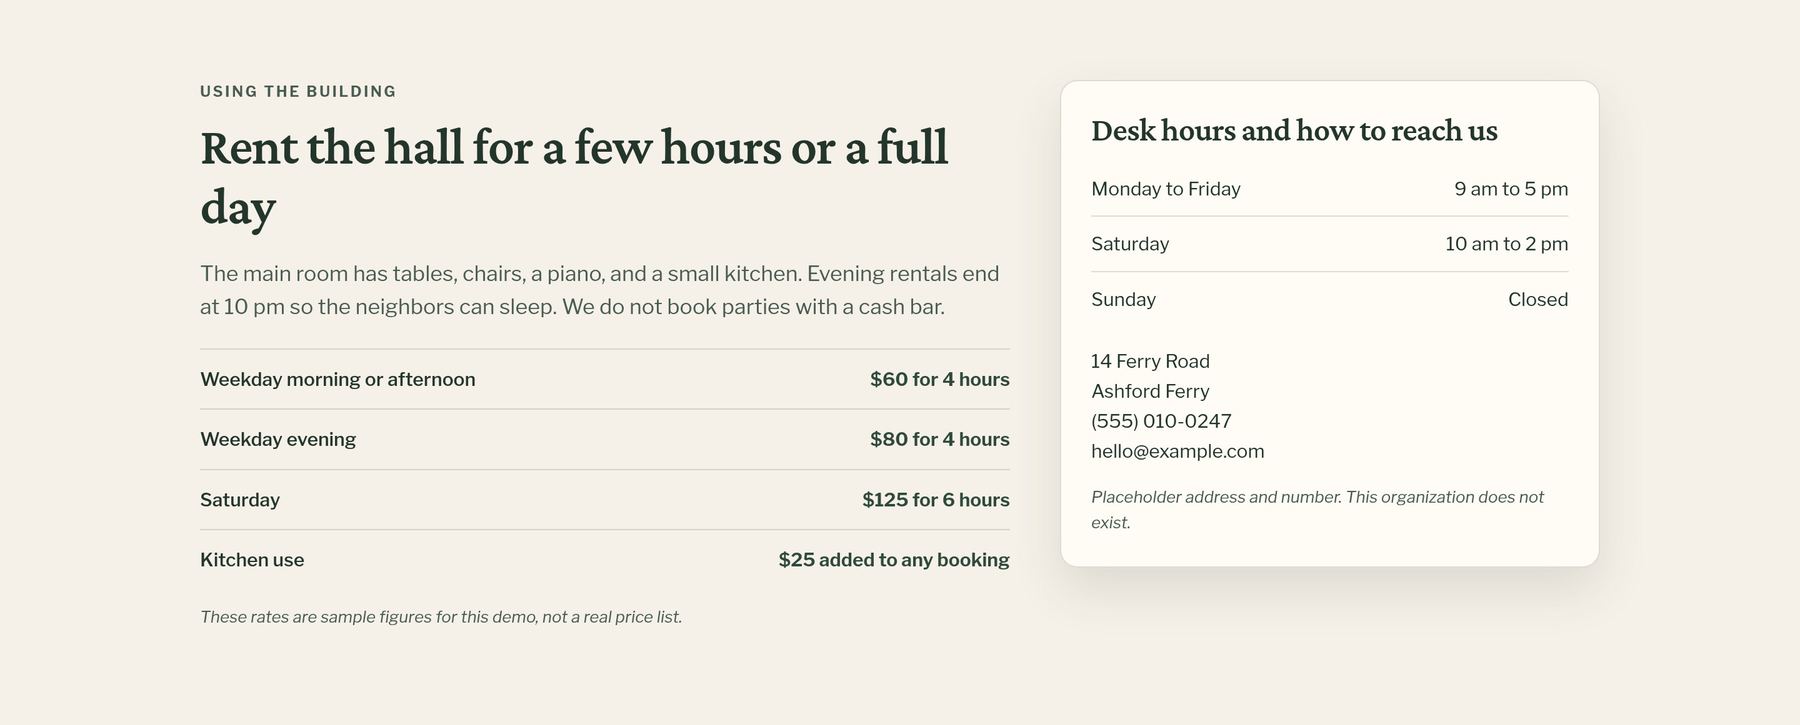 USING THE BUILDING
Rent the hall for a few hours or a full
day
The main room has tables, chairs, a piano, and a small kitchen. Evening rentals end
at 10 pm so the neighbors can sleep. We do not book parties with a cash bar.
Weekday morning or afternoon $60 for 4 hours
Weekday evening $80 for 4 hours
Saturday $125 for 6 hours
Kitchen use $25 added to any booking
These rates are sample figures for this demo, not a real price list.
Desk hours and how to reach us
Monday to Friday 9 am to 5 pm
Saturday 10 am to 2 pm
Sunday Closed
14 Ferry Road
Ashford Ferry
(555) 010-0247
hello@example.com
Placeholder address and number. This organization does not
exist.